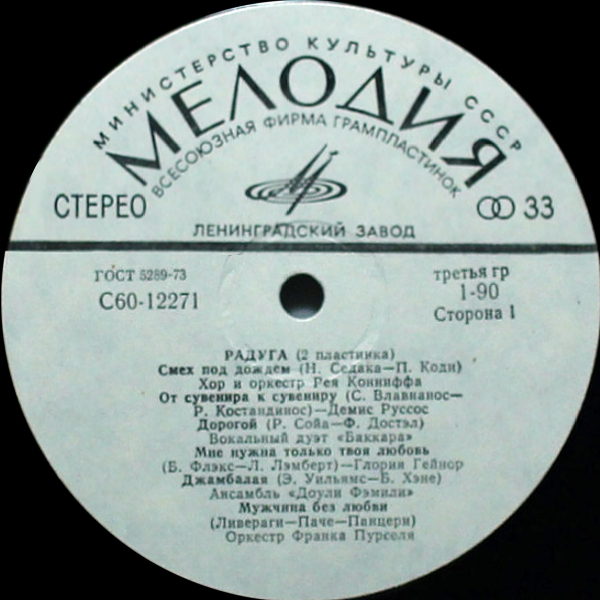 МИНИСТЕРСТВО КУЛЬТУРЫ СССР
МЕЛОДИЯ
ВСЕСОЮЗНАЯ ФИРМА ГРАМПЛАСТИНОК
СТЕРЕО
33
ЛЕНИНГРАДСКИЙ ЗАВОД
ГОСТ 5289-73
С60-12271
третья гр
1-90
Сторона 1
РАДУГА (2 пластинка)
Смех под дождем (Н. Седака—П. Коди)
Хор и оркестр Рея Конниффа
От сувенира к сувениру (С. Влавианос—
Р. Костандинос)—Демис Руссос
Дорогой (Р. Сойа—Ф. Достэл)
Вокальный дуэт «Баккара»
Мне нужна только твоя любовь
(Б. Флэкс—Л. Лэмберт)—Глория Гейнор
Джамбалая (Э. Уильямс—Б. Хэне)
Ансамбль «Доули Фэмили»
Мужчина без любви
(Ливераги—Паче—Панцери)
Оркестр Франка Пурселя